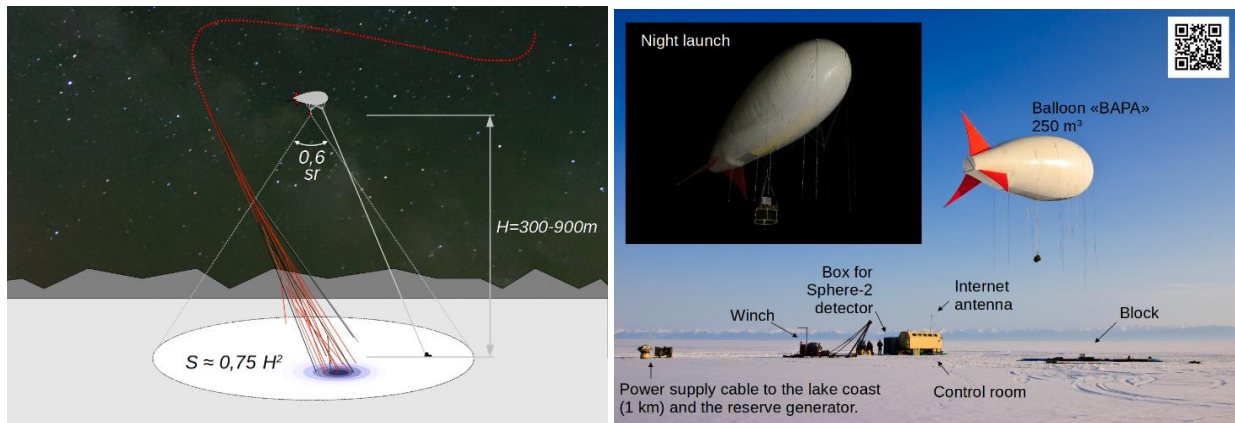 0,6
sr
H=300-900m
S ≈ 0,75 H²
Night launch
Balloon «BAPA»
250 m³
Box for
Sphere-2
detector
Internet
antenna
Winch
Block
Power supply cable to the lake coast
(1 km) and the reserve generator.
Control room